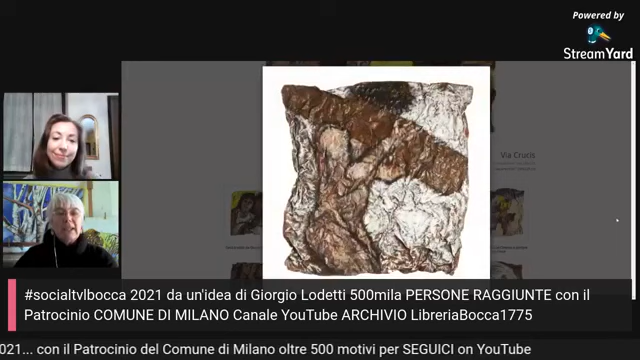 Powered by
StreamYard
Via Crucis
#socialtvlbocca 2021 da un'idea di Giorgio Lodetti 500mila PERSONE RAGGIUNTE con il
Patrocinio COMUNE DI MILANO Canale YouTube ARCHIVIO LibreriaBocca1775
021... con il Patrocinio del Comune di Milano oltre 500 motivi per SEGUICI on YouTube